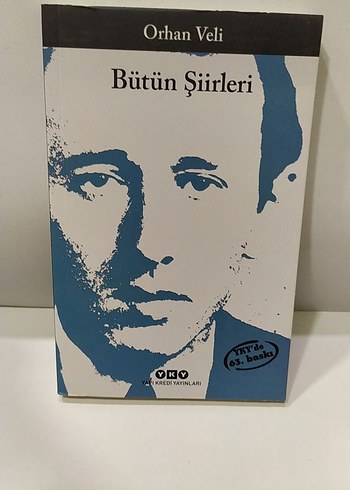 Orhan Veli
Bütün Şiirleri
YKY'de
63. baskı
YKY
YAPI KREDİ YAYINLARI